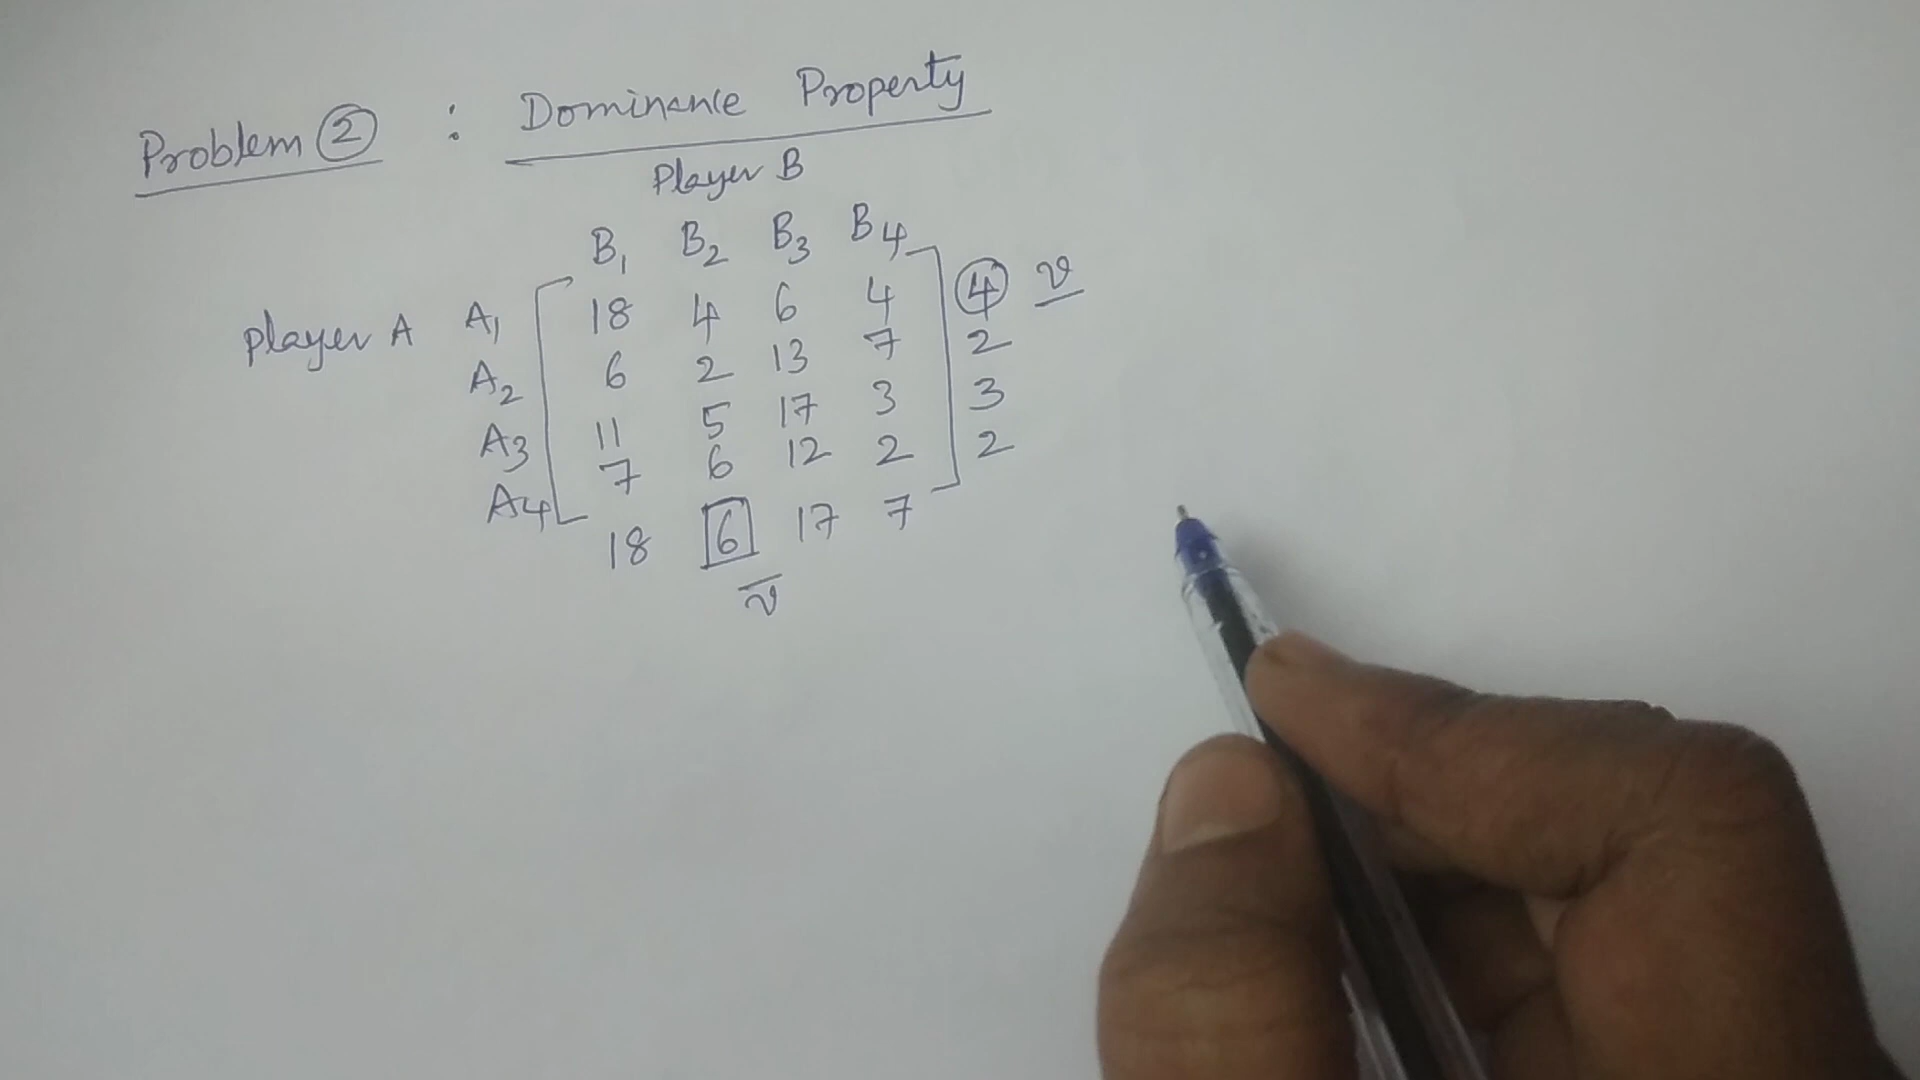 Problem ② : Dominance Property
Player B
B₁ B₂ B₃ B₄
Player A A₁ 18 4 6 4 ④ v
A₂ 6 2 13 7 2
A₃ 11 5 17 3 3
A₄ 7 6 12 2 2
18 6 17 7
v̅